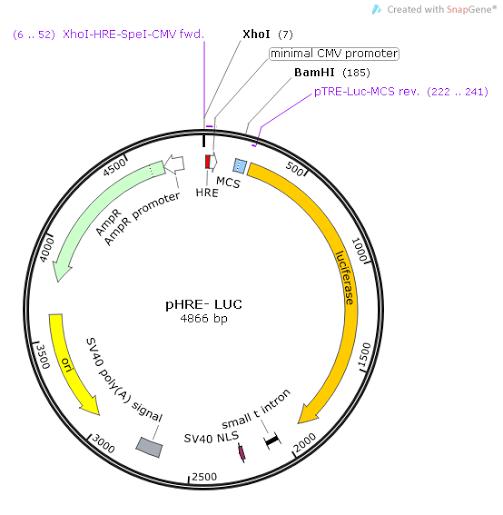 Created with SnapGene®
(6 .. 52) XhoI-HRE-SpeI-CMV fwd.
XhoI (7)
minimal CMV promoter
BamHI (185)
pTRE-Luc-MCS rev. (222 .. 241)
4500
500
AmpR promoter
AmpR
HRE
MCS
4000
1000
luciferase
pHRE- LUC
4866 bp
3500
1500
ori
SV40 poly(A) signal
small t intron
SV40 NLS
3000
2000
2500